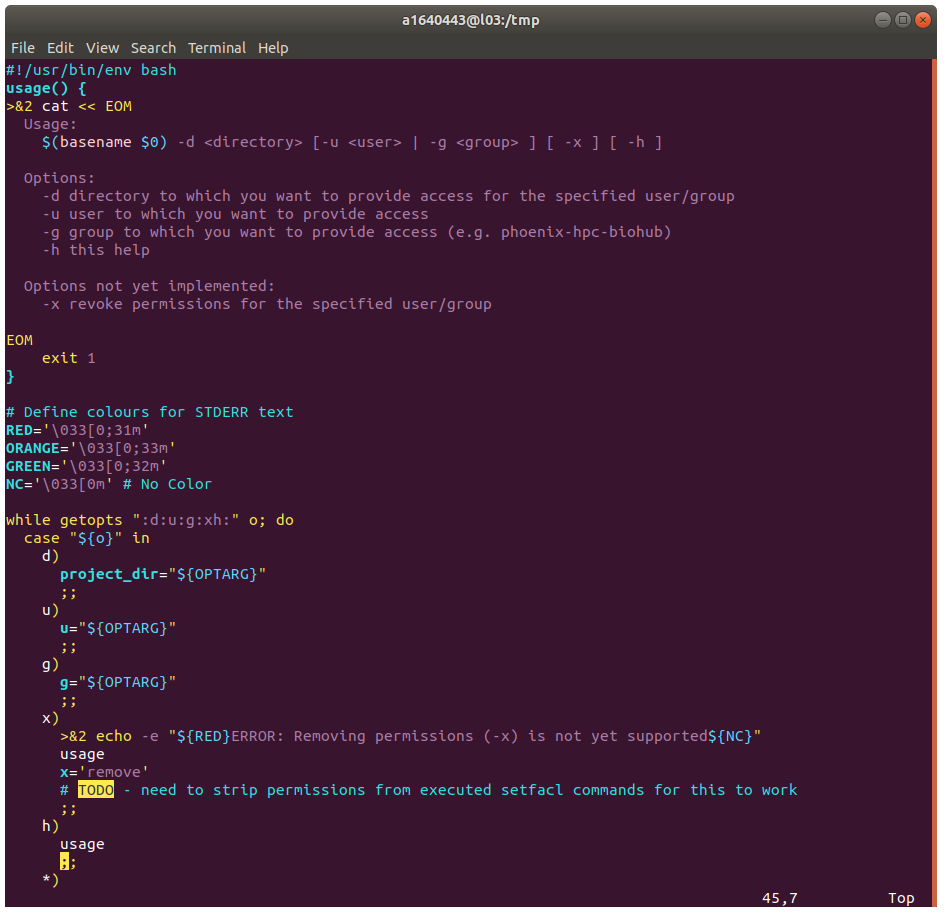 a1640443@l03:/tmp
File Edit View Search Terminal Help
#!/usr/bin/env bash
usage() {
>&2 cat << EOM
  Usage:
    $(basename $0) -d <directory> [-u <user> | -g <group> ] [ -x ] [ -h ]

  Options:
    -d directory to which you want to provide access for the specified user/group
    -u user to which you want to provide access
    -g group to which you want to provide access (e.g. phoenix-hpc-biohub)
    -h this help

  Options not yet implemented:
    -x revoke permissions for the specified user/group

EOM
    exit 1
}

# Define colours for STDERR text
RED='\033[0;31m'
ORANGE='\033[0;33m'
GREEN='\033[0;32m'
NC='\033[0m' # No Color

while getopts ":d:u:g:xh:" o; do
  case "${o}" in
    d)
      project_dir="${OPTARG}"
      ;;
    u)
      u="${OPTARG}"
      ;;
    g)
      g="${OPTARG}"
      ;;
    x)
      >&2 echo -e "${RED}ERROR: Removing permissions (-x) is not yet supported${NC}"
      usage
      x='remove'
      # TODO - need to strip permissions from executed setfacl commands for this to work
      ;;
    h)
      usage
      ;;
    *)
45,7 Top